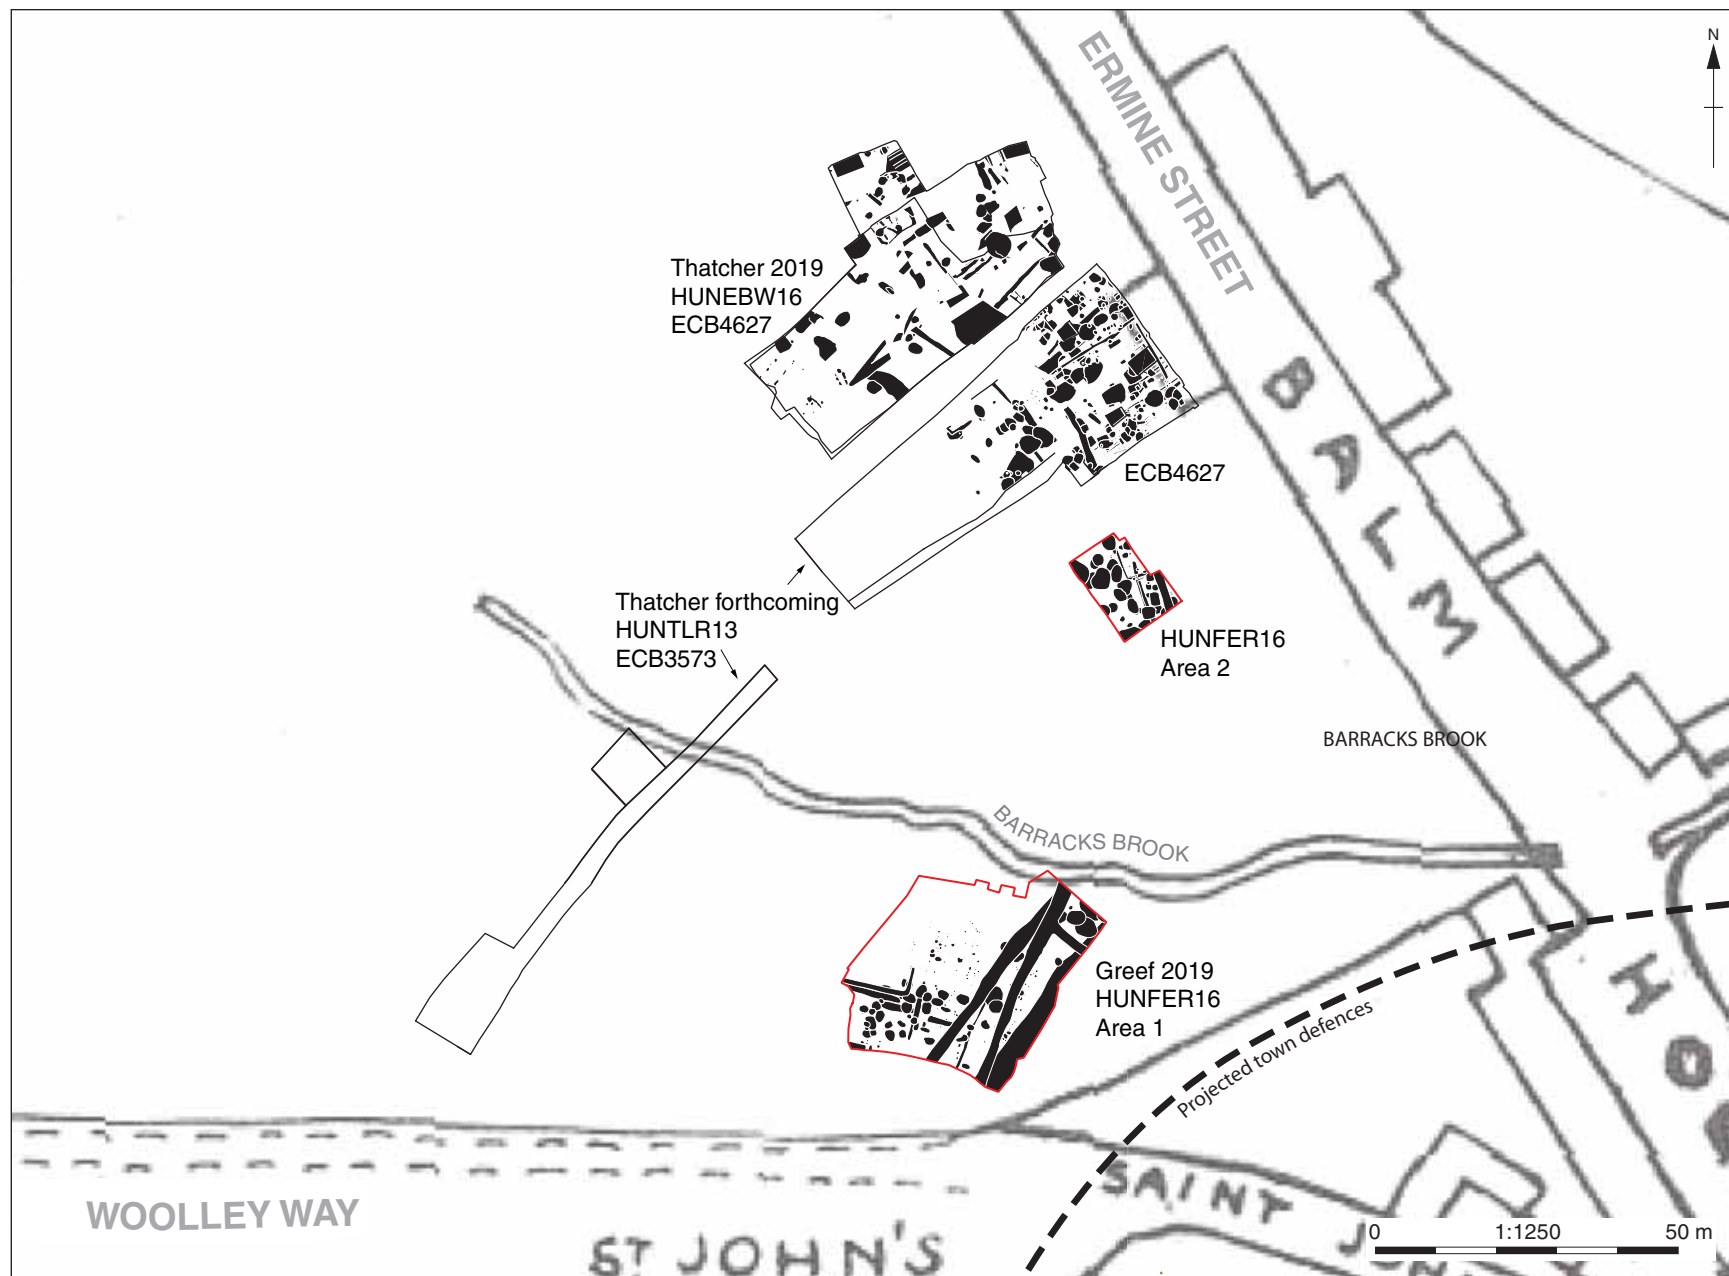 N
ERMINE STREET
BALM
Thatcher 2019
HUNEBW16
ECB4627
ECB4627
Thatcher forthcoming
HUNTLR13
ECB3573
HUNFER16
Area 2
BARRACKS BROOK
BARRACKS BROOK
Greef 2019
HUNFER16
Area 1
Projected town defences
HO
WOOLLEY WAY
SAINT
ST JOHN'S
0 1:1250 50 m